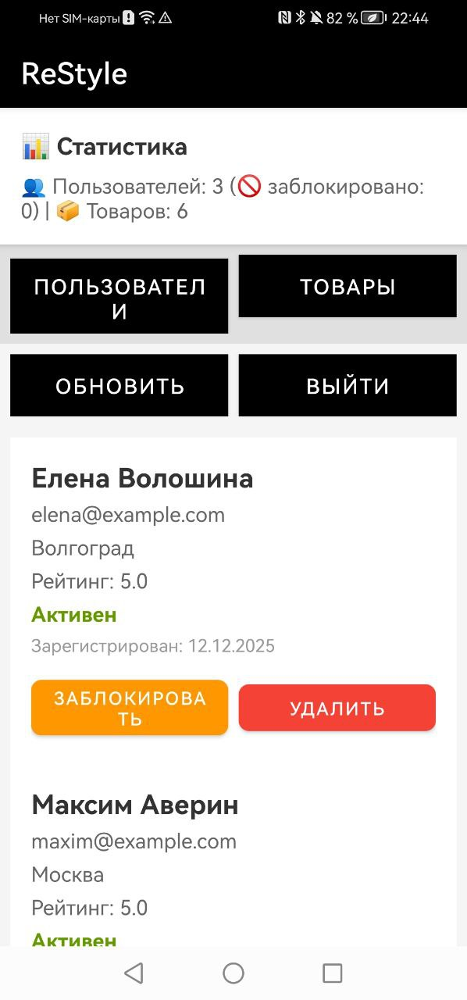 Нет SIM-карты 82 % 22:44
ReStyle
Статистика
Пользователей: 3 (🚫 заблокировано:
0) | 📦 Товаров: 6
ПОЛЬЗОВАТЕЛ
И
ТОВАРЫ
ОБНОВИТЬ
ВЫЙТИ
Елена Волошина
elena@example.com
Волгоград
Рейтинг: 5.0
Активен
Зарегистрирован: 12.12.2025
ЗАБЛОКИРОВА
ТЬ
УДАЛИТЬ
Максим Аверин
maxim@example.com
Москва
Рейтинг: 5.0
Активен